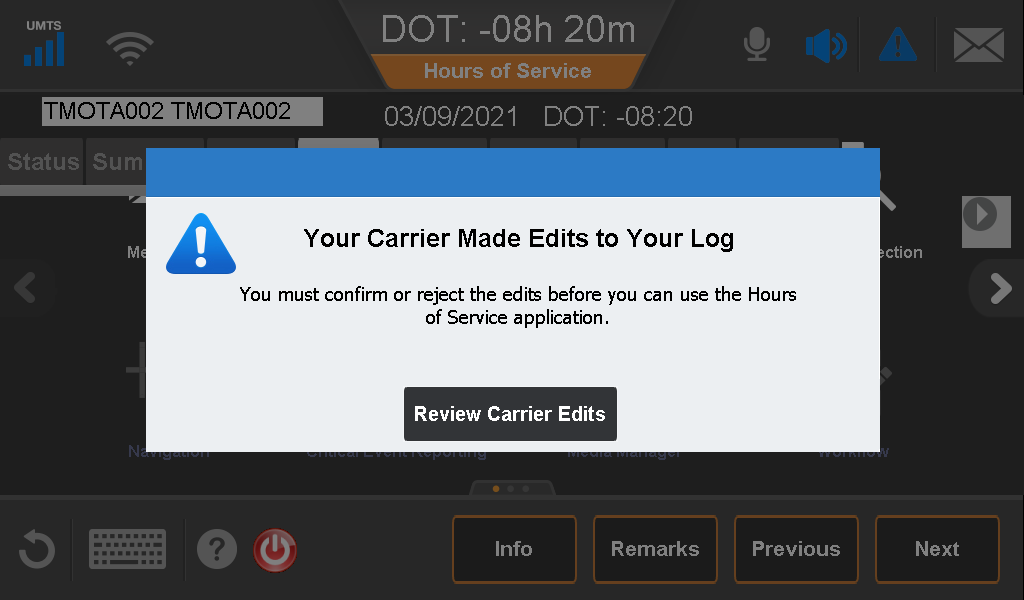 UMTS
DOT: -08h 20m
Hours of Service
TMOTA002 TMOTA002
03/09/2021 DOT: -08:20
Status Sum
Your Carrier Made Edits to Your Log
Me
ection
You must confirm or reject the edits before you can use the Hours
of Service application.
Review Carrier Edits
Navigation Critical Event Reporting Media Manager Workflow
? Info Remarks Previous Next